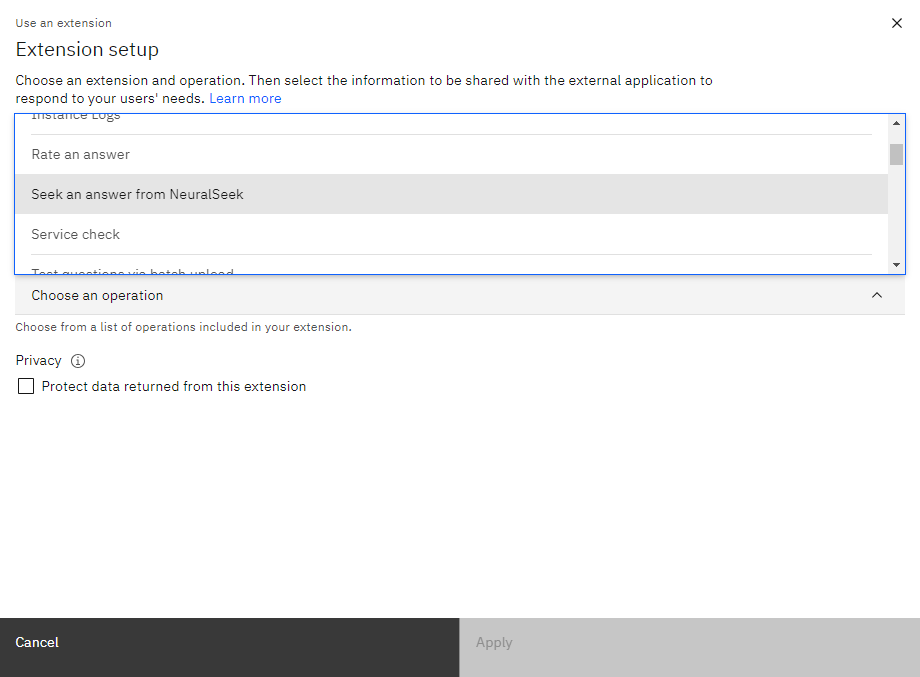 Use an extension
Extension setup
Choose an extension and operation. Then select the information to be shared with the external application to
respond to your users' needs. Learn more
Instance Logs
Rate an answer
Seek an answer from NeuralSeek
Service check
Test questions via batch upload
Choose an operation
Choose from a list of operations included in your extension.
Privacy
Protect data returned from this extension
Cancel
Apply